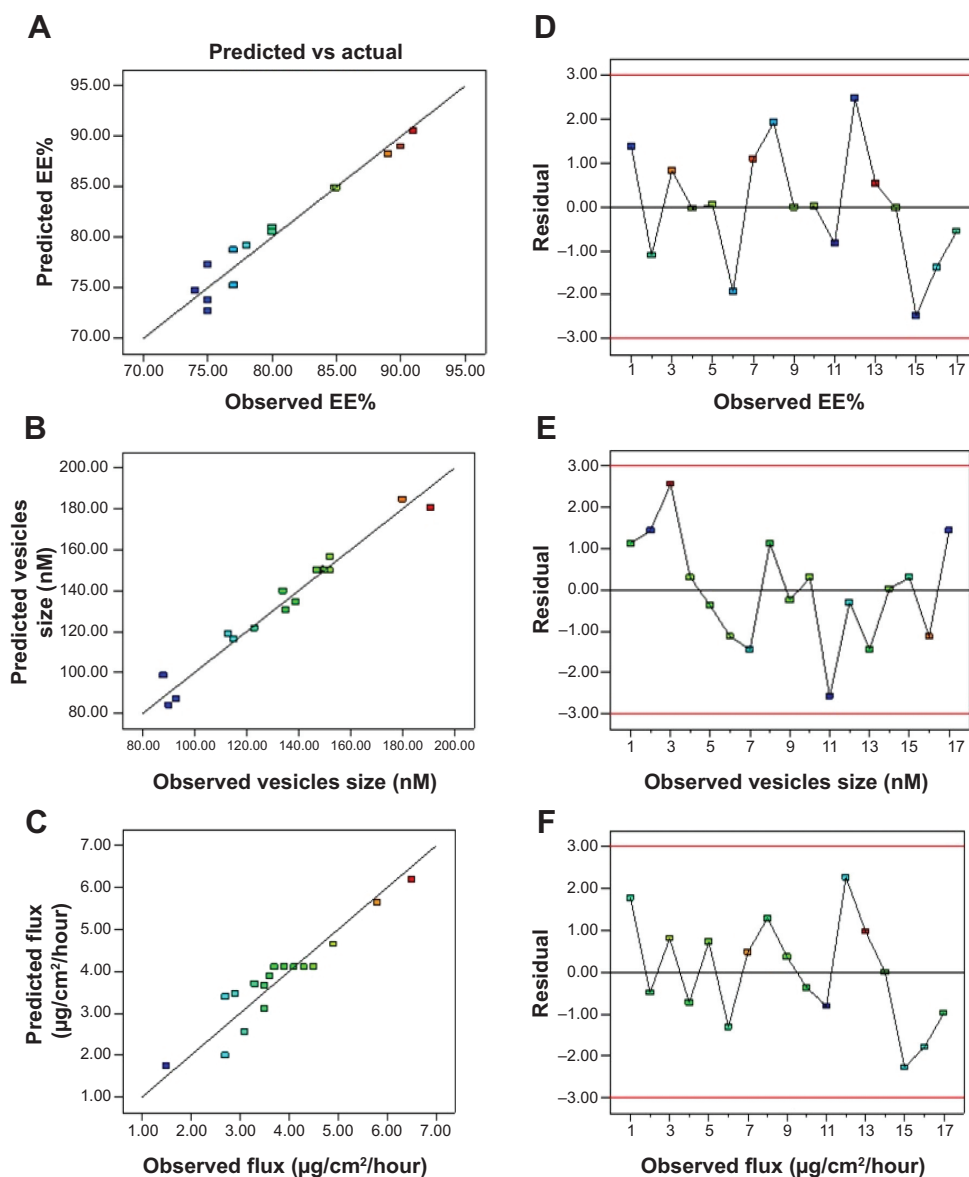 A
Predicted vs actual
95.00
90.00
85.00
80.00
75.00
70.00
Predicted EE%
70.00 75.00 80.00 85.00 90.00 95.00
Observed EE%
D
3.00
2.00
1.00
0.00
–1.00
–2.00
–3.00
Residual
1 3 5 7 9 11 13 15 17
Observed EE%
B
200.00
180.00
160.00
140.00
120.00
100.00
80.00
Predicted vesicles
size (nM)
80.00 100.00 120.00 140.00 160.00 180.00 200.00
Observed vesicles size (nM)
E
3.00
2.00
1.00
0.00
–1.00
–2.00
–3.00
Residual
1 3 5 7 9 11 13 15 17
Observed vesicles size (nM)
C
7.00
6.00
5.00
4.00
3.00
2.00
1.00
Predicted flux
(µg/cm²/hour)
1.00 2.00 3.00 4.00 5.00 6.00 7.00
Observed flux (µg/cm²/hour)
F
3.00
2.00
1.00
0.00
–1.00
–2.00
–3.00
Residual
1 3 5 7 9 11 13 15 17
Observed flux (µg/cm²/hour)